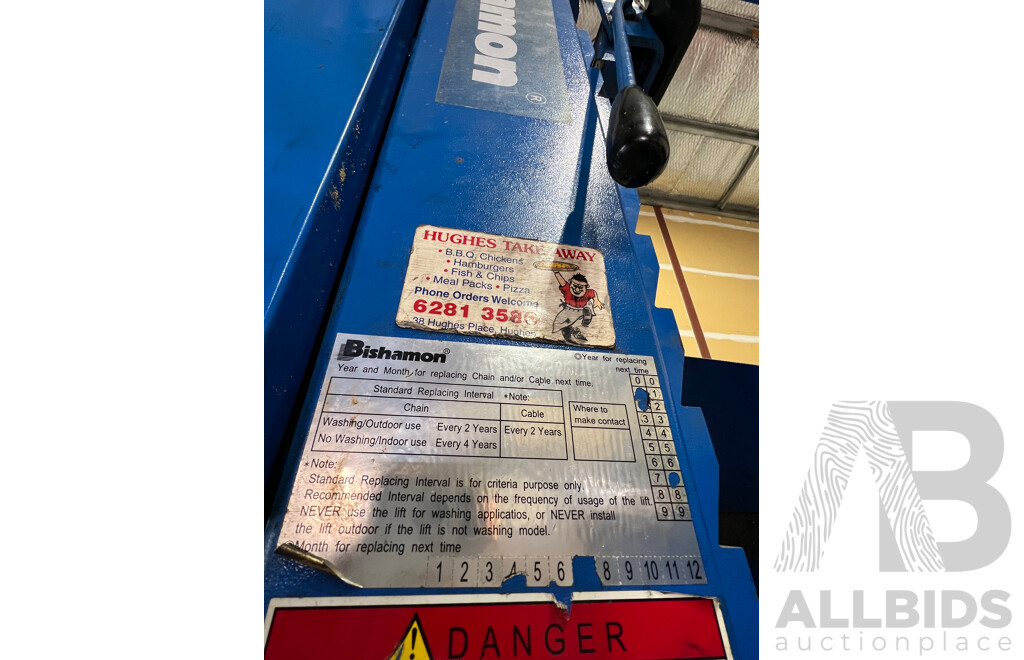 amon®
HUGHES TAKE AWAY
• B.B.Q. Chickens
• Hamburgers
• Fish & Chips
• Meal Packs • Pizza
Phone Orders Welcome
6281 358
38 Hughes Place, Hughes
Bishamon®
Year and Month for replacing Chain and/or Cable next time.
Standard Replacing Interval *Note:
Chain Cable
Washing/Outdoor use Every 2 Years Every 2 Years
No Washing/Indoor use Every 4 Years
Where to
make contact
◎Year for replacing
next time
0 0
1
2
3 3
4 4
5 5
6 6
7
8 8
9 9
*Note:
Standard Replacing Interval is for criteria purpose only.
Recommended Interval depends on the frequency of usage of the lift.
NEVER use the lift for washing applicatios, or NEVER install
the lift outdoor if the lift is not washing model.
◎Month for replacing next time
1 2 3 4 5 6 8 9 10 11 12
DANGER
AB
ALLBIDS
auctionplace